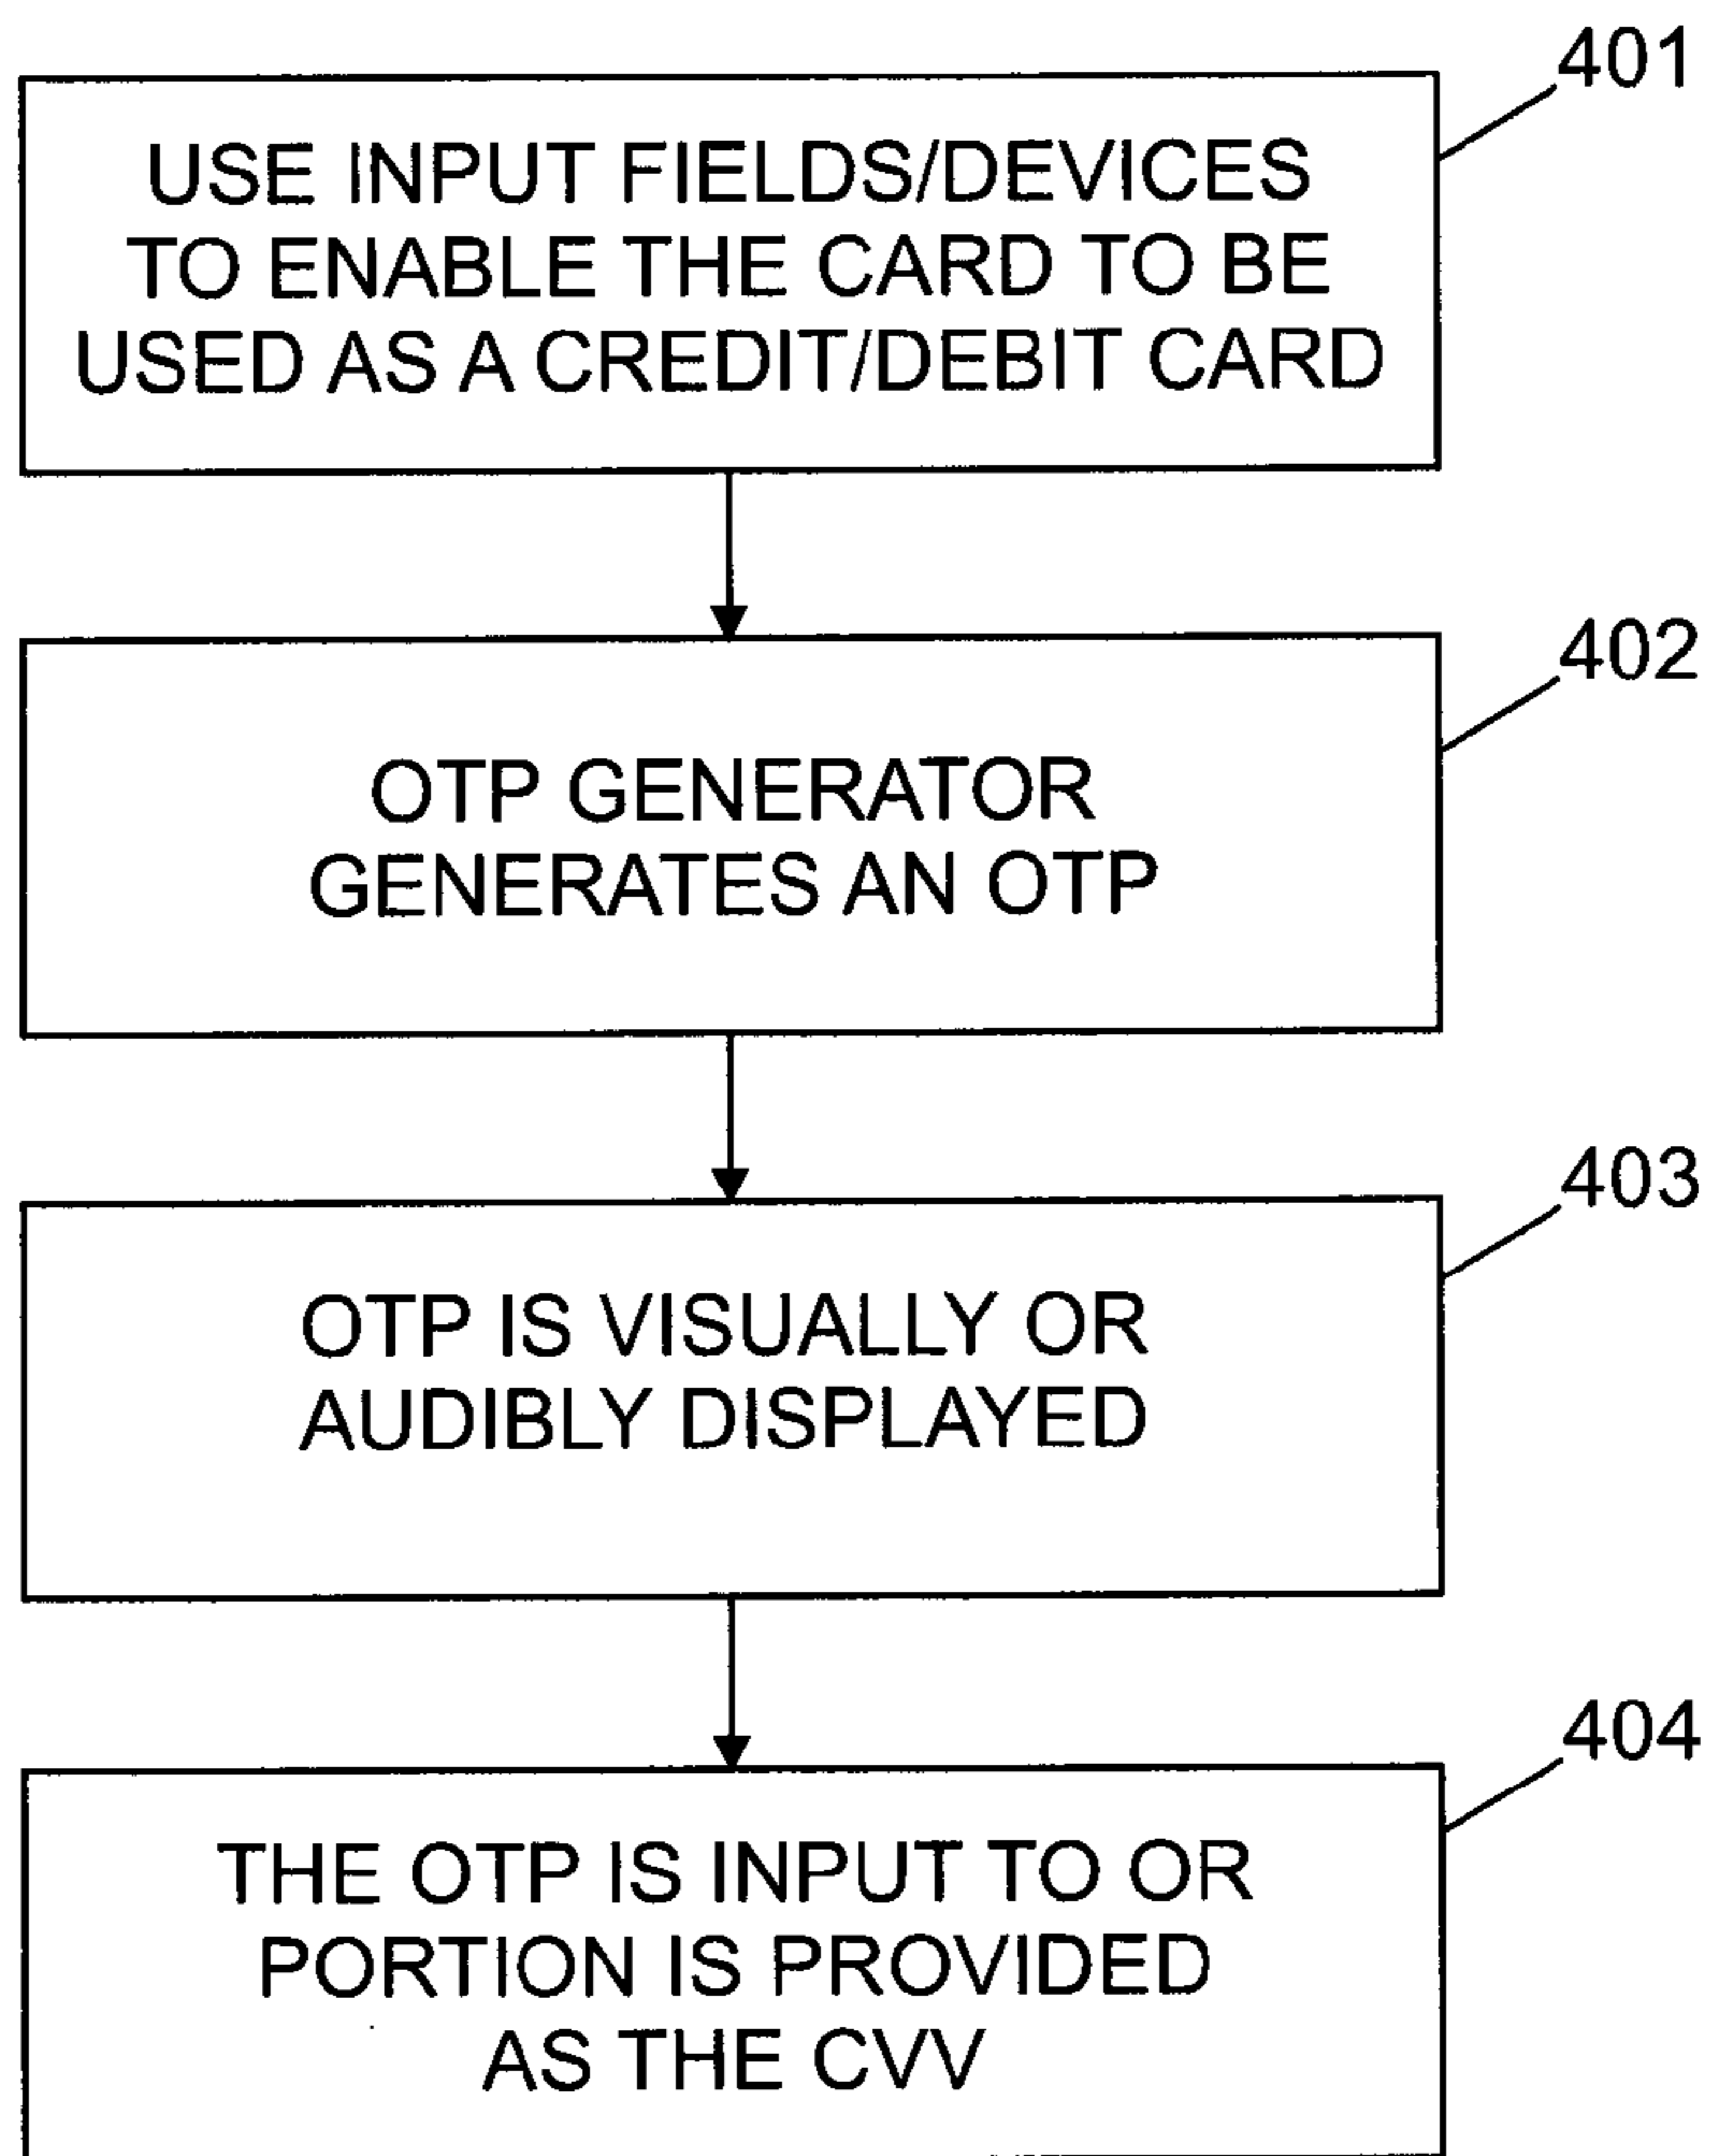 401
USE INPUT FIELDS/DEVICES
TO ENABLE THE CARD TO BE
USED AS A CREDIT/DEBIT CARD
402
OTP GENERATOR
GENERATES AN OTP
403
OTP IS VISUALLY OR
AUDIBLY DISPLAYED
404
THE OTP IS INPUT TO OR
PORTION IS PROVIDED
AS THE CVV